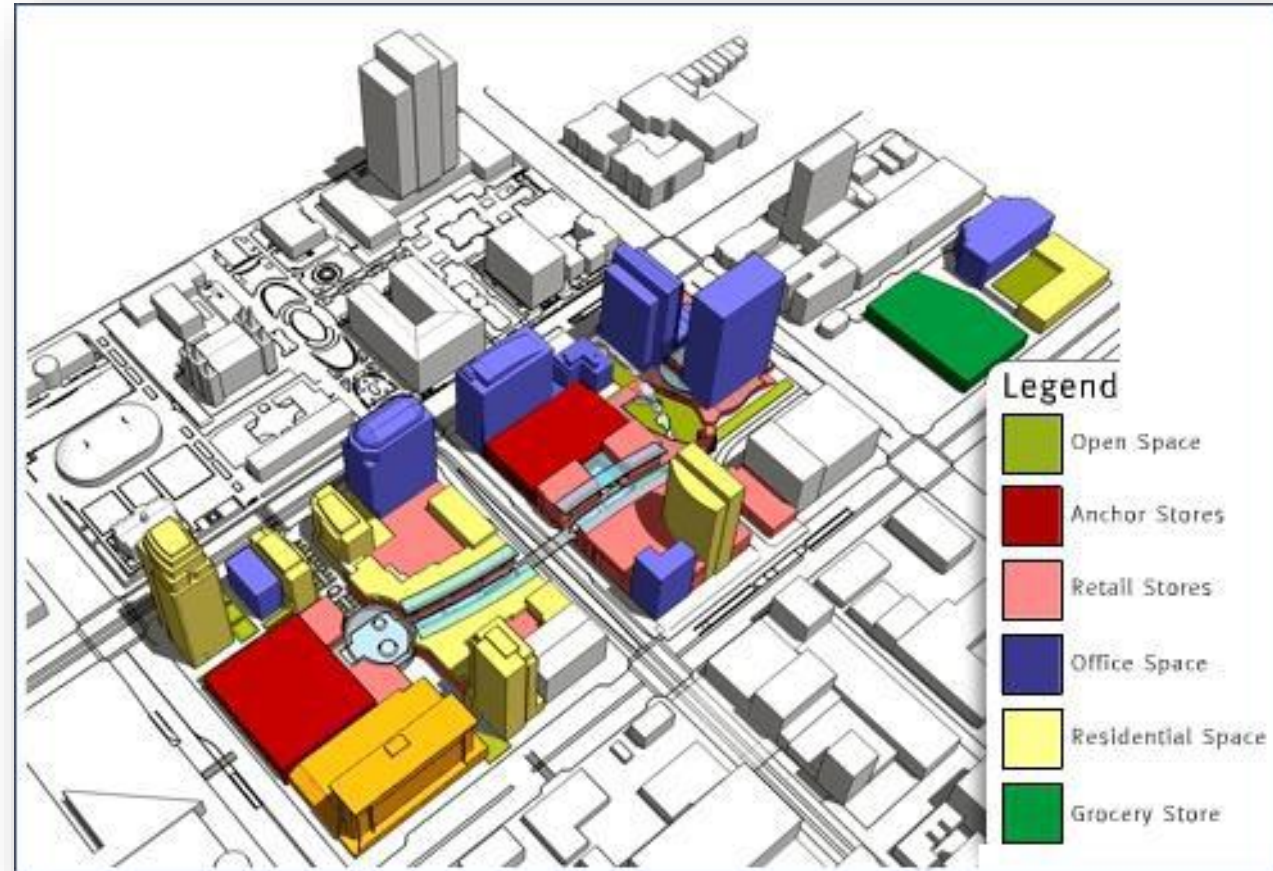 Legend
Open Space
Anchor Stores
Retail Stores
Office Space
Residential Space
Grocery Store